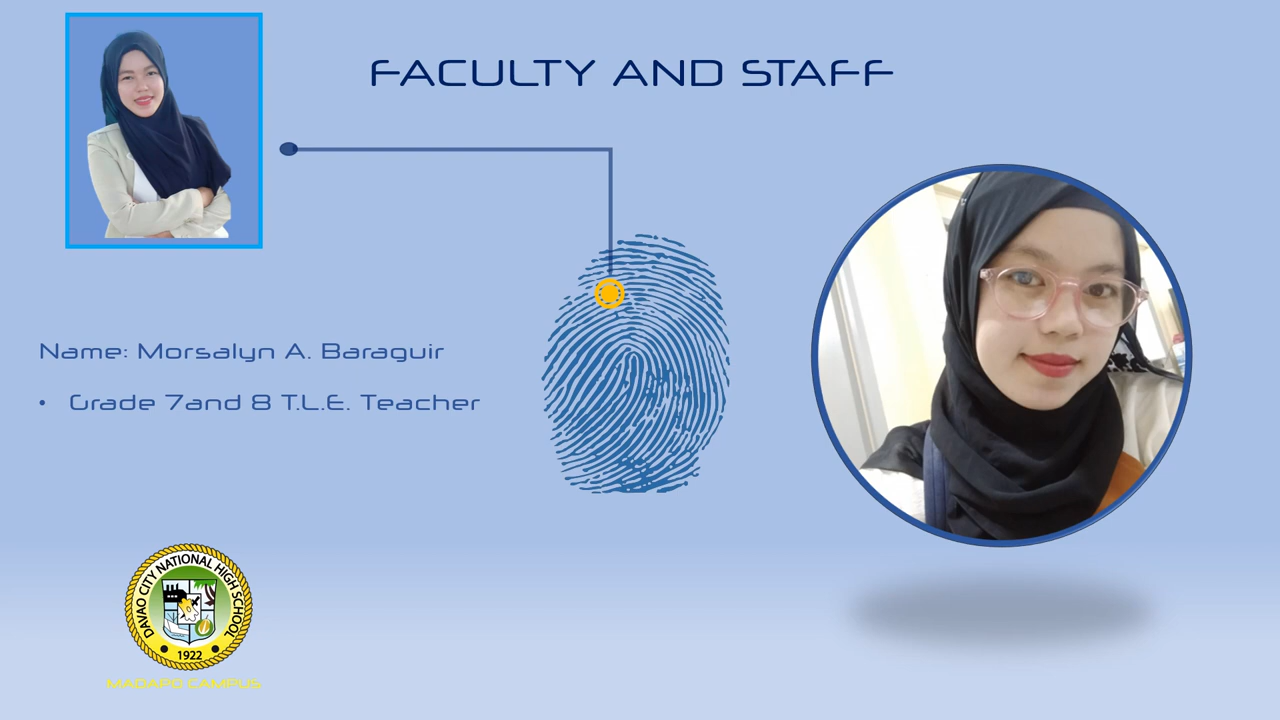 FACULTY AND STAFF
Name: Morsalyn A. Baraguir
• Grade 7and 8 T.L.E. Teacher
DAVAO CITY NATIONAL HIGH SCHOOL
1922
MADAPO CAMPUS